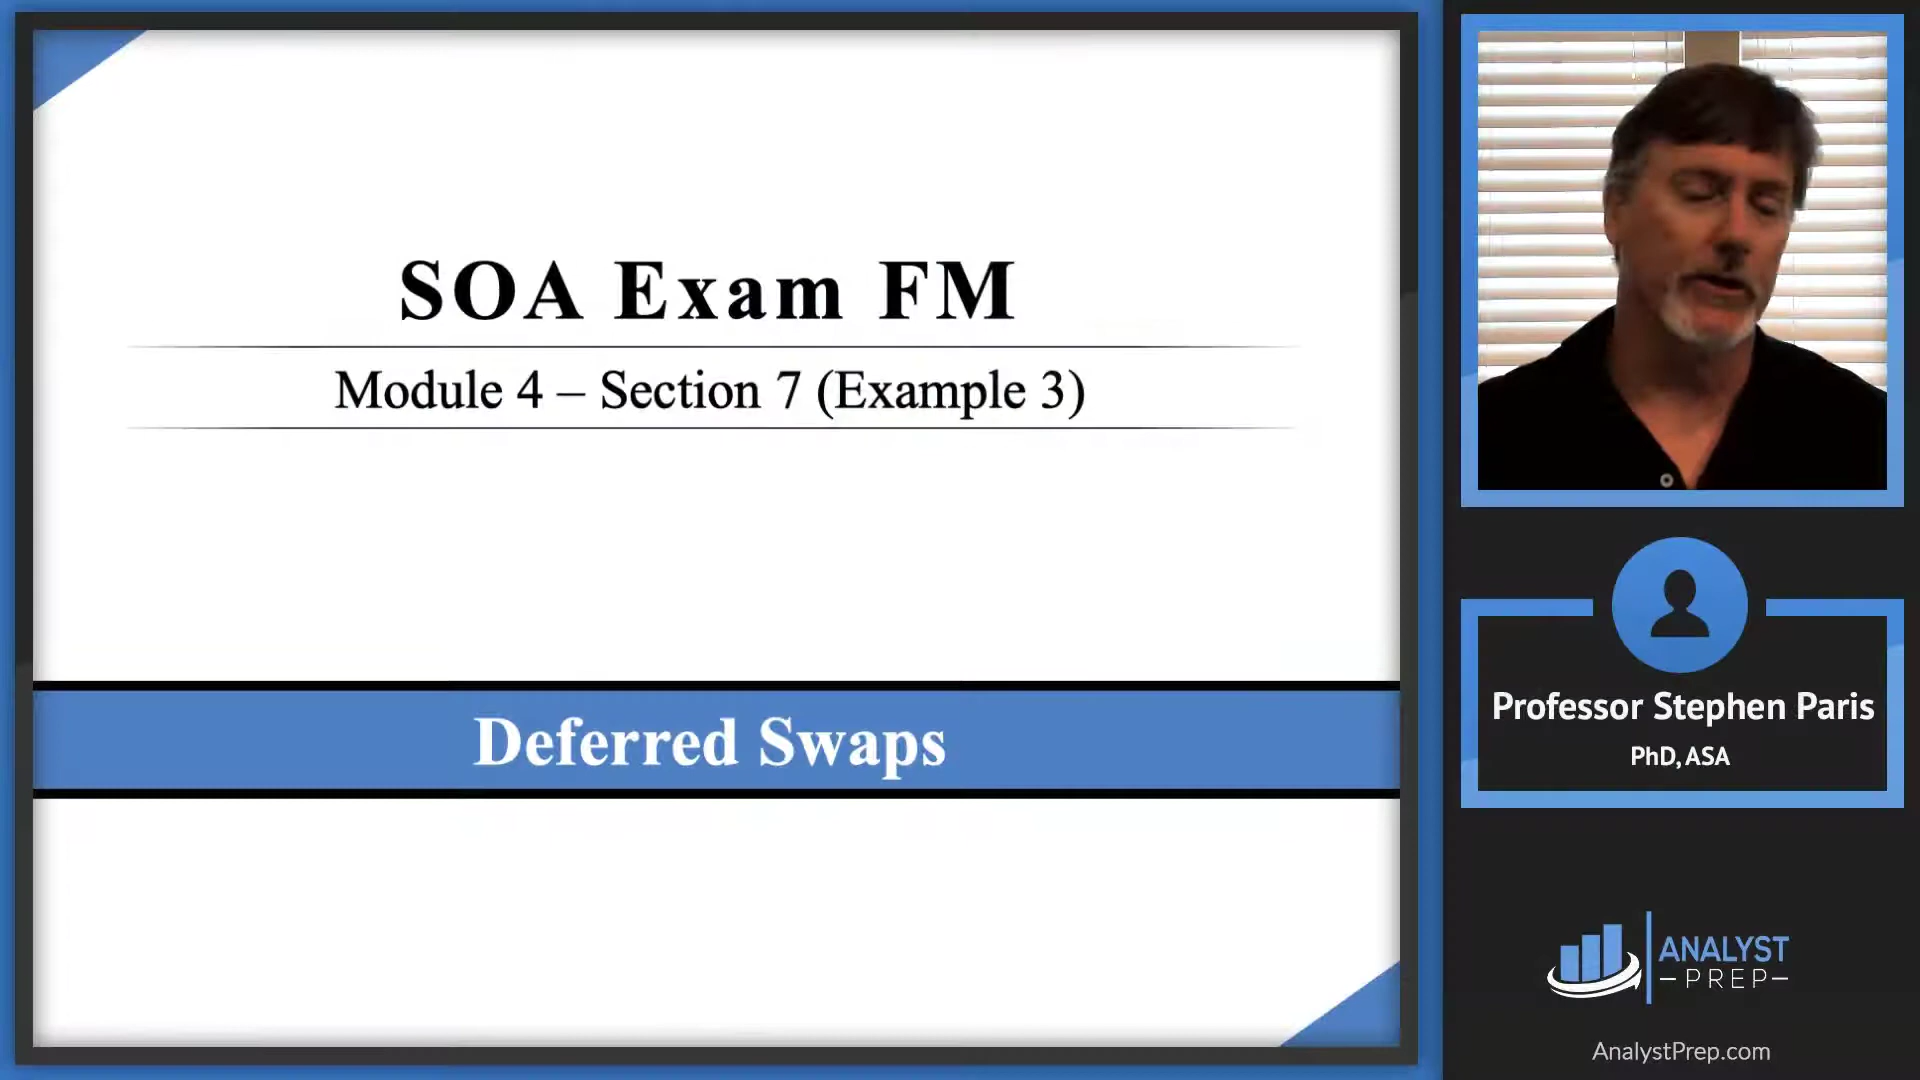 SOA Exam FM
Module 4 – Section 7 (Example 3)
Deferred Swaps
Professor Stephen Paris
PhD, ASA
ANALYST
PREP
AnalystPrep.com